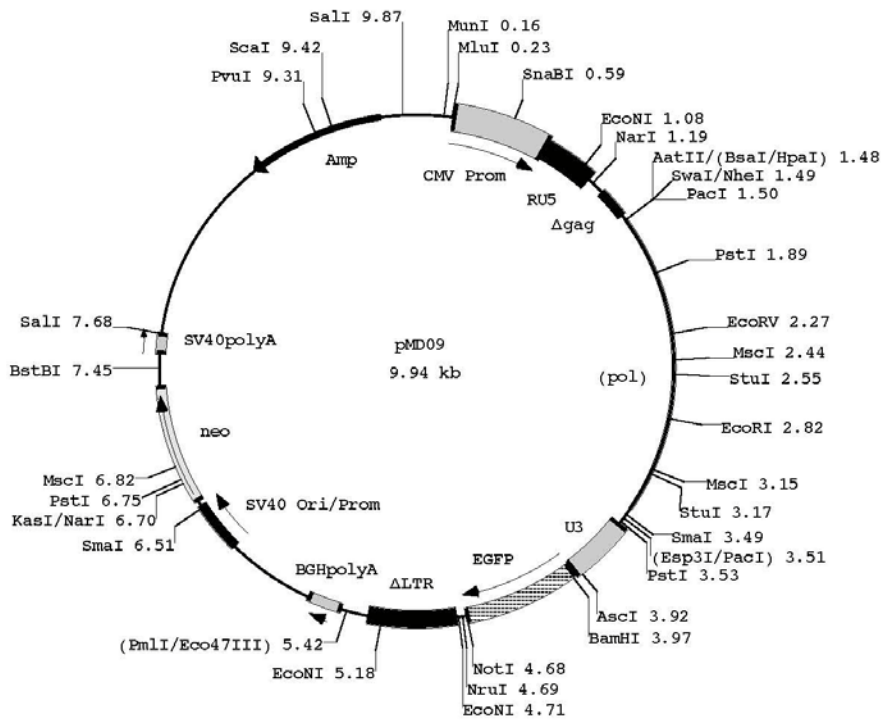 SalI 9.87
MunI 0.16
MluI 0.23
ScaI 9.42
SnaBI 0.59
PvuI 9.31
EcoNI 1.08
NarI 1.19
AatII/(BsaI/HpaI) 1.48
SwaI/NheI 1.49
PacI 1.50
Amp
CMV Prom
RU5
Δgag
PstI 1.89
SalI 7.68
SV40polyA
pMD09
9.94 kb
EcoRV 2.27
MscI 2.44
StuI 2.55
BstBI 7.45
(pol)
neo
EcoRI 2.82
MscI 6.82
PstI 6.75
KasI/NarI 6.70
SmaI 6.51
SV40 Ori/Prom
MscI 3.15
StuI 3.17
U3
SmaI 3.49
(Esp3I/PacI) 3.51
PstI 3.53
BGHpolyA
ΔLTR
EGFP
AscI 3.92
BamHI 3.97
(PmlI/Eco47III) 5.42
EcoNI 5.18
NotI 4.68
NruI 4.69
EcoNI 4.71